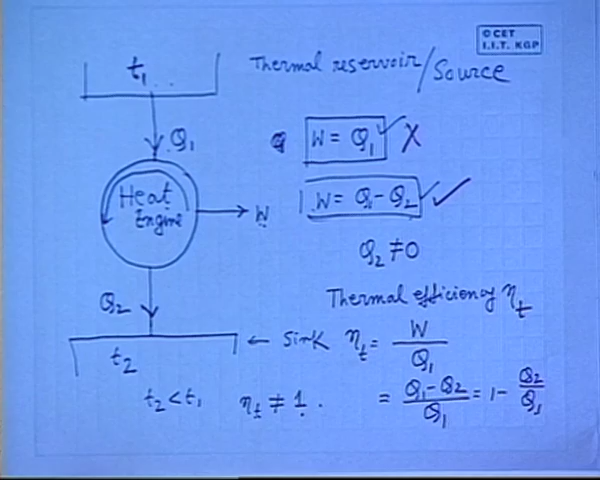 © CET
I.I.T. KGP
t₁
Thermal reservoir/Source
Q₁
W = Q₁ ✓ X
Heat
Engine
W
W = Q₁-Q₂ ✓
Q₂ ≠ 0
Q₂
Thermal efficiency ηt
← Sink
ηt = W/Q₁
t₂
t₂ < t₁
ηt ≠ 1.
= (Q₁-Q₂)/Q₁ = 1 - Q₂/Q₁